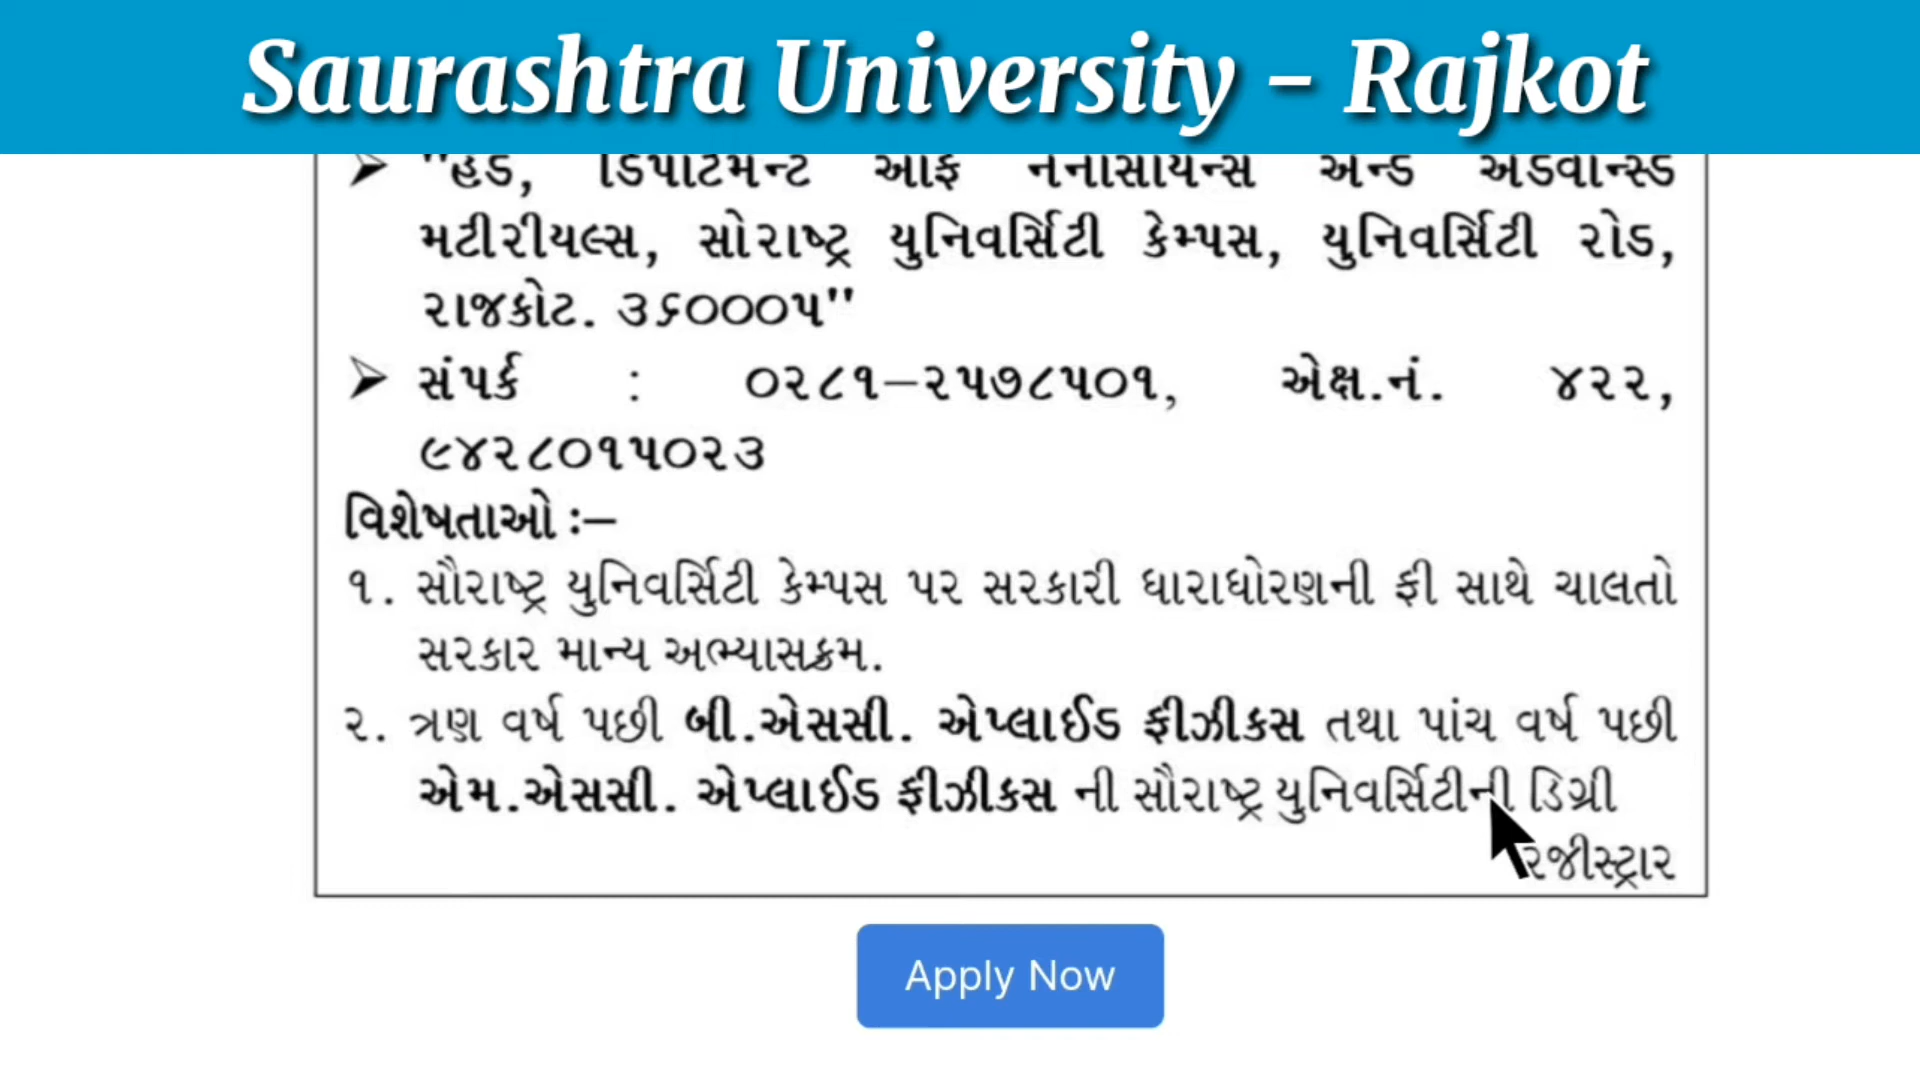 Saurashtra University – Rajkot
➢ "હેડ, ડિપાર્ટમેન્ટ ઓફ નેનોસાયન્સ એન્ડ એડવાન્સ્ડ
મટીરીયલ્સ, સૌરાષ્ટ્ર યુનિવર્સિટી કેમ્પસ, યુનિવર્સિટી રોડ,
રાજકોટ. ૩૬૦૦૦૫"
➢ સંપર્ક : ૦૨૮૧–૨૫૭૮૫૦૧, એક્ષ.નં. ૪૨૨,
૯૪૨૮૦૧૫૦૨૩
વિશેષતાઓ :–
૧. સૌરાષ્ટ્ર યુનિવર્સિટી કેમ્પસ પર સરકારી ધારાધોરણની ફી સાથે ચાલતો
સરકાર માન્ય અભ્યાસક્રમ.
૨. ત્રણ વર્ષ પછી બી.એસસી. એપ્લાઈડ ફીઝીકસ તથા પાંચ વર્ષ પછી
એમ.એસસી. એપ્લાઈડ ફીઝીકસ ની સૌરાષ્ટ્ર યુનિવર્સિટીની ડિગ્રી
રજીસ્ટ્રાર
Apply Now